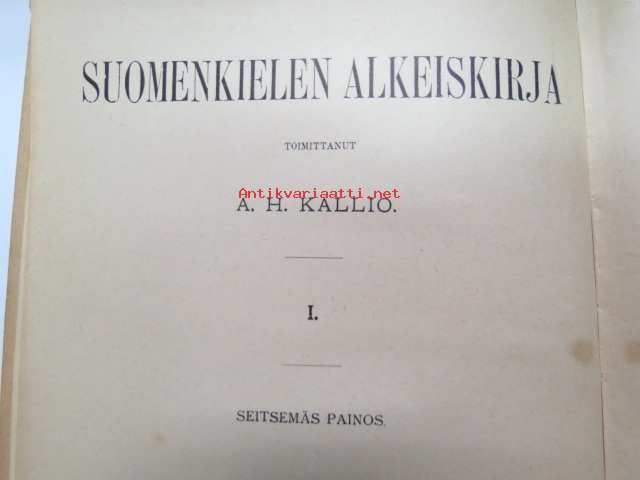 SUOMENKIELEN ALKEISKIRJA
TOIMITTANUT
Antikvariaatti.net
A. H. KALLIO.
I.
SEITSEMÄS PAINOS.